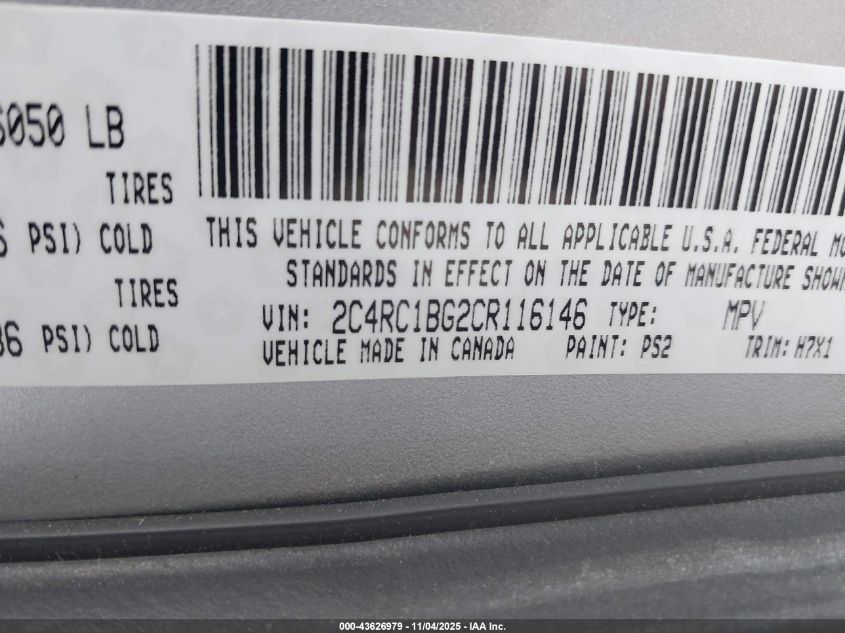 6050 LB
TIRES
PSI) COLD
TIRES
PSI) COLD
THIS VEHICLE CONFORMS TO ALL APPLICABLE U.S.A. FEDERAL
STANDARDS IN EFFECT ON THE DATE OF MANUFACTURE SHOWN
VIN: 2C4RC1BG2CR116146 TYPE: MPV
VEHICLE MADE IN CANADA PAINT: PS2 TRIM: H7X1
000-43626979 - 11/04/2025 - IAA Inc.